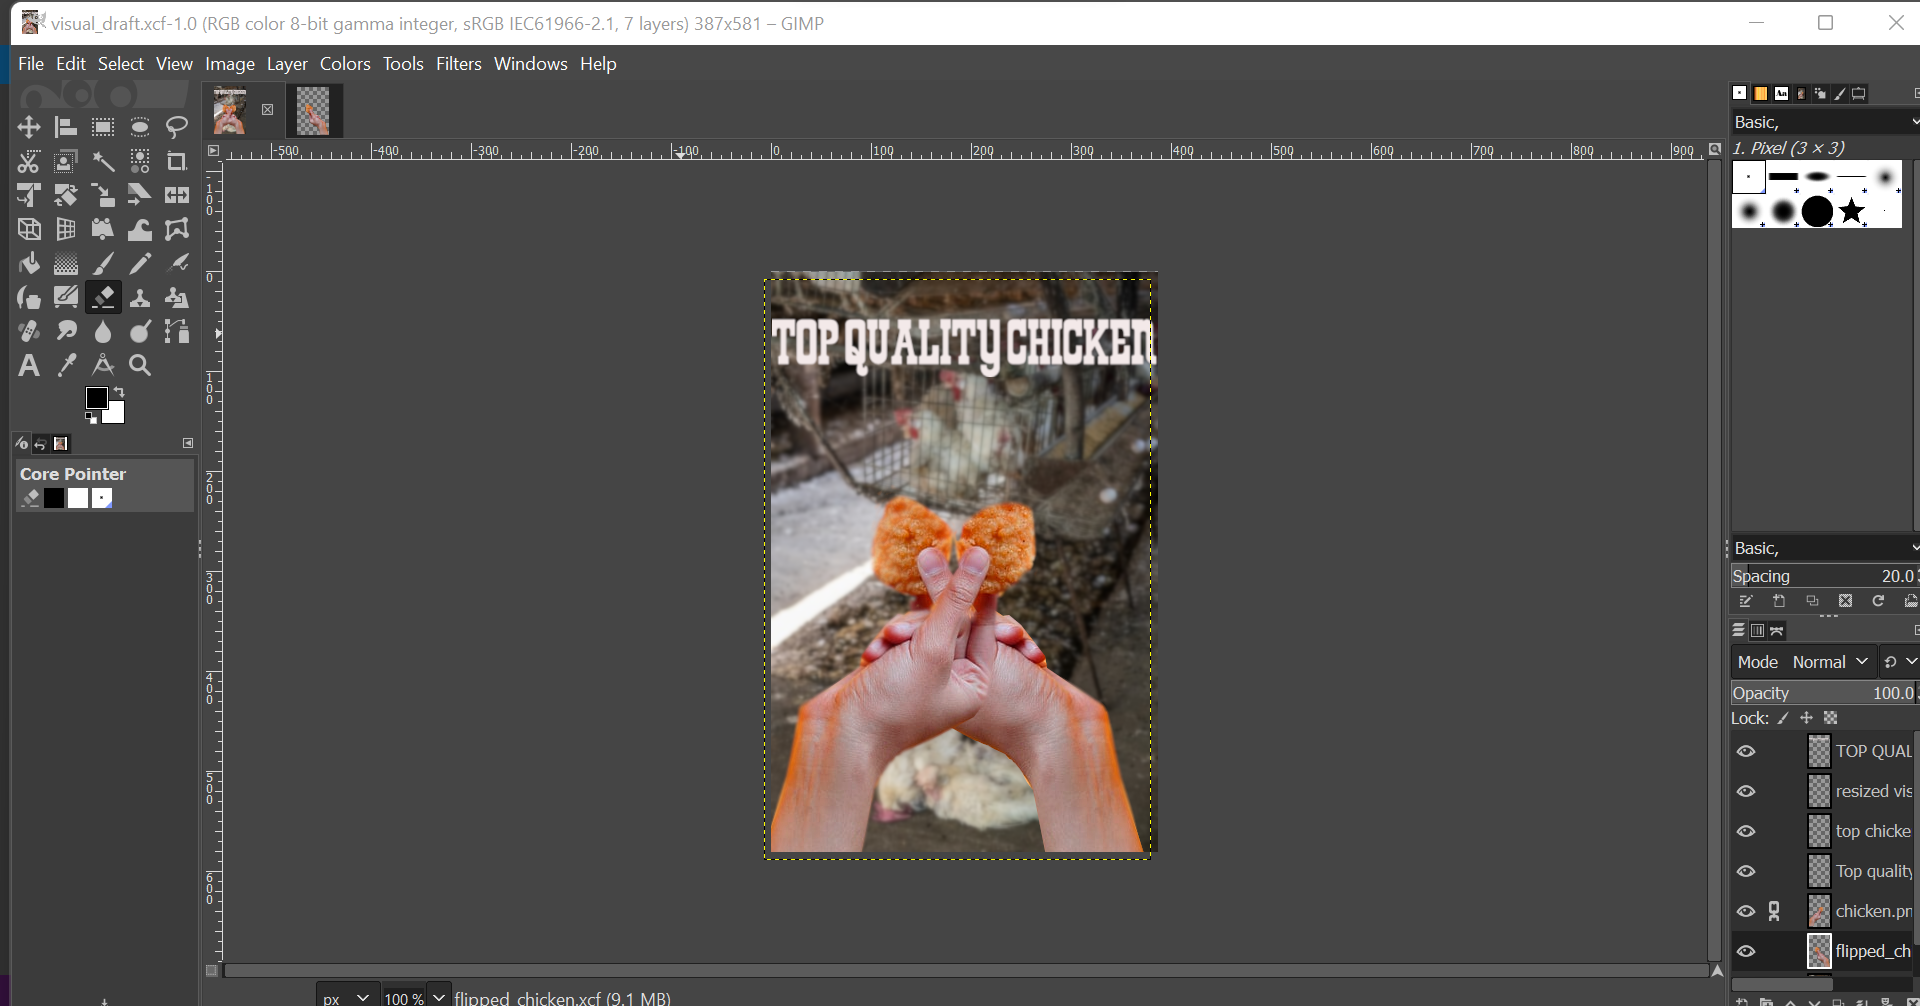 visual_draft.xcf-1.0 (RGB color 8-bit gamma integer, sRGB IEC61966-2.1, 7 layers) 387x581 – GIMP
File Edit Select View Image Layer Colors Tools Filters Windows Help
Basic,
-500 -400 -300 -200 -100 0 100 200 300 400 500 600 700 800 900
1. Pixel (3 × 3)
-100
0
100
200
300
400
500
600
TOP QUALITY CHICKEN
Core Pointer
Basic,
Spacing 20.0
Mode Normal
Opacity 100.0
Lock:
TOP QUAL
resized vis
top chicke
Top quality
chicken.pn
flipped_ch
px 100 % flipped_chicken.xcf (9.1 MB)